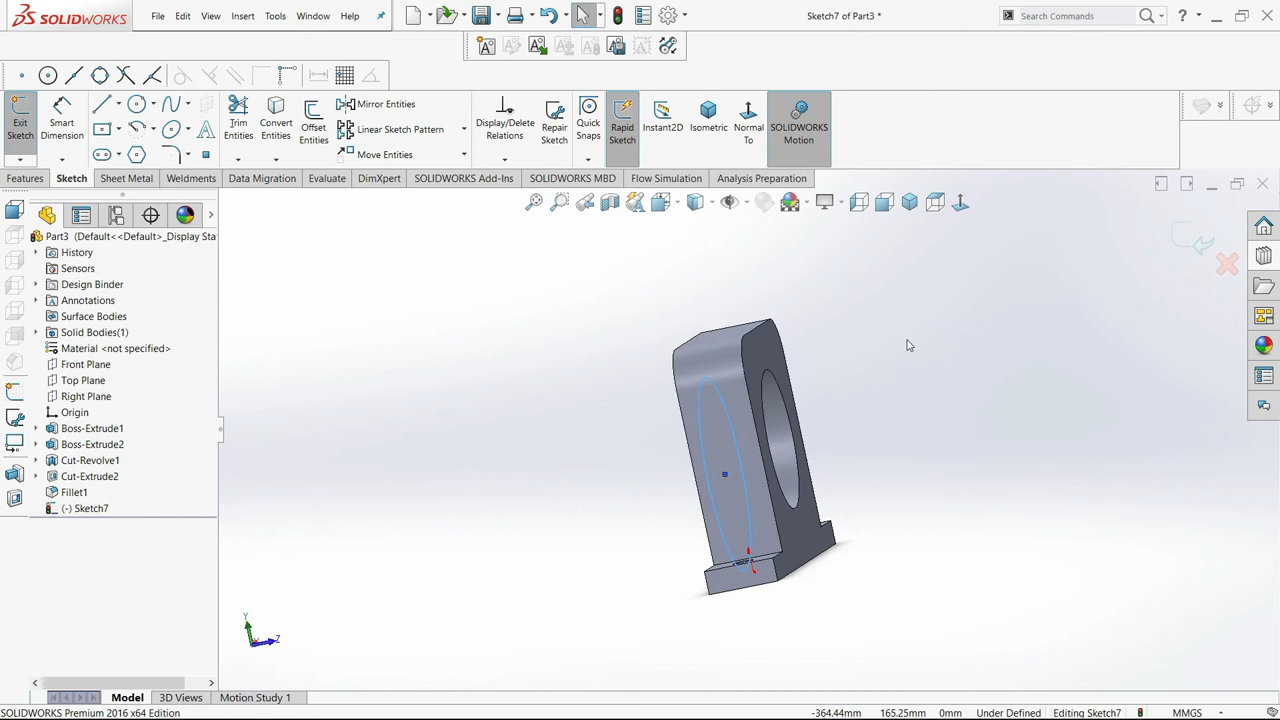 SOLIDWORKS
File Edit View Insert Tools Window Help
Sketch7 of Part3 *
Search Commands
Exit Sketch
Smart Dimension
Trim Entities
Convert Entities
Offset Entities
Mirror Entities
Linear Sketch Pattern
Move Entities
Display/Delete Relations
Repair Sketch
Quick Snaps
Rapid Sketch
Instant2D
Isometric
Normal To
SOLIDWORKS Motion
Features Sketch Sheet Metal Weldments Data Migration Evaluate DimXpert SOLIDWORKS Add-Ins SOLIDWORKS MBD Flow Simulation Analysis Preparation
Part3 (Default<<Default>_Display Sta
History
Sensors
Design Binder
Annotations
Surface Bodies
Solid Bodies(1)
Material <not specified>
Front Plane
Top Plane
Right Plane
Origin
Boss-Extrude1
Boss-Extrude2
Cut-Revolve1
Cut-Extrude2
Fillet1
(-) Sketch7
Y
Z
Model 3D Views Motion Study 1
SOLIDWORKS Premium 2016 x64 Edition
-364.44mm 165.25mm 0mm Under Defined Editing Sketch7 MMGS